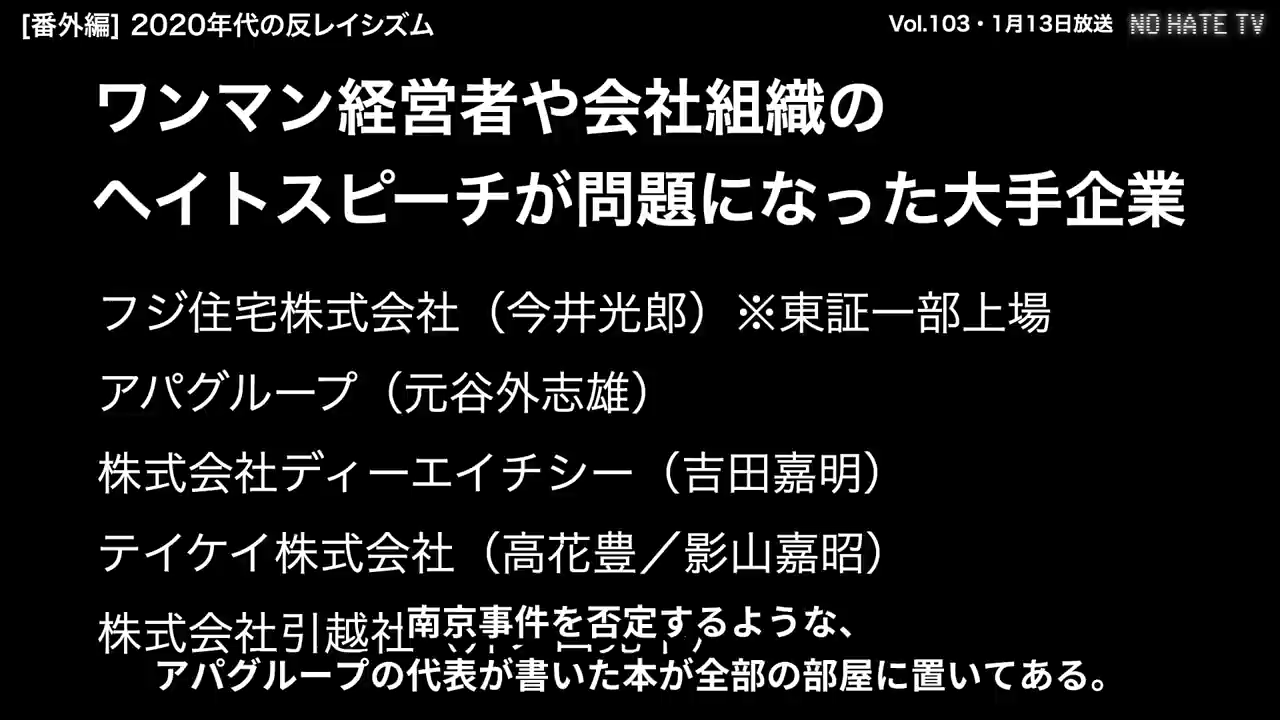 [番外編] 2020年代の反レイシズム
Vol.103・1月13日放送 NO HATE TV
ワンマン経営者や会社組織の
ヘイトスピーチが問題になった大手企業
フジ住宅株式会社（今井光郎）※東証一部上場
アパグループ（元谷外志雄）
株式会社ディーエイチシー（吉田嘉明）
テイケイ株式会社（高花豊／影山嘉昭）
株式会社引越社
南京事件を否定するような、
アパグループの代表が書いた本が全部の部屋に置いてある。